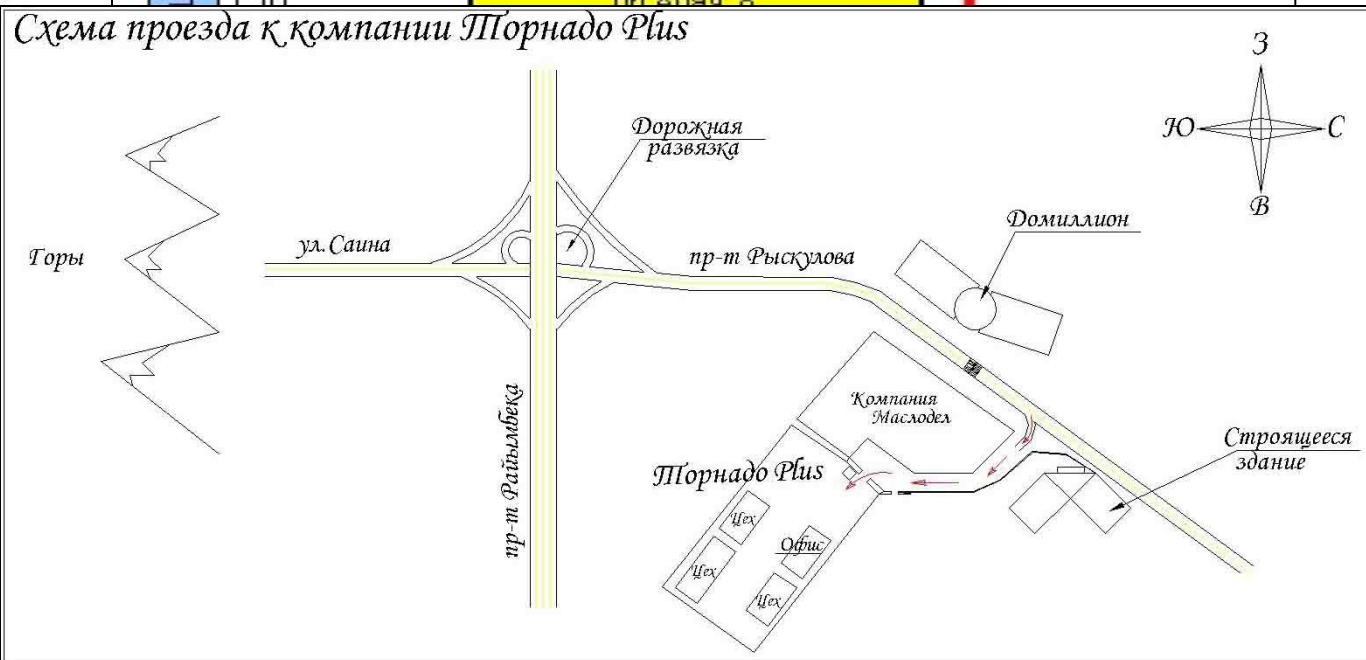 Схема проезда к компании Торнадо Plus
З
Ю
С
В
Дорожная
развязка
Домиллион
Горы
ул. Саина
пр-т Рыскулова
Компания
Маслодел
Строящееся
здание
пр-т Райымбека
Торнадо Plus
Цех
Офис
Цех
Цех